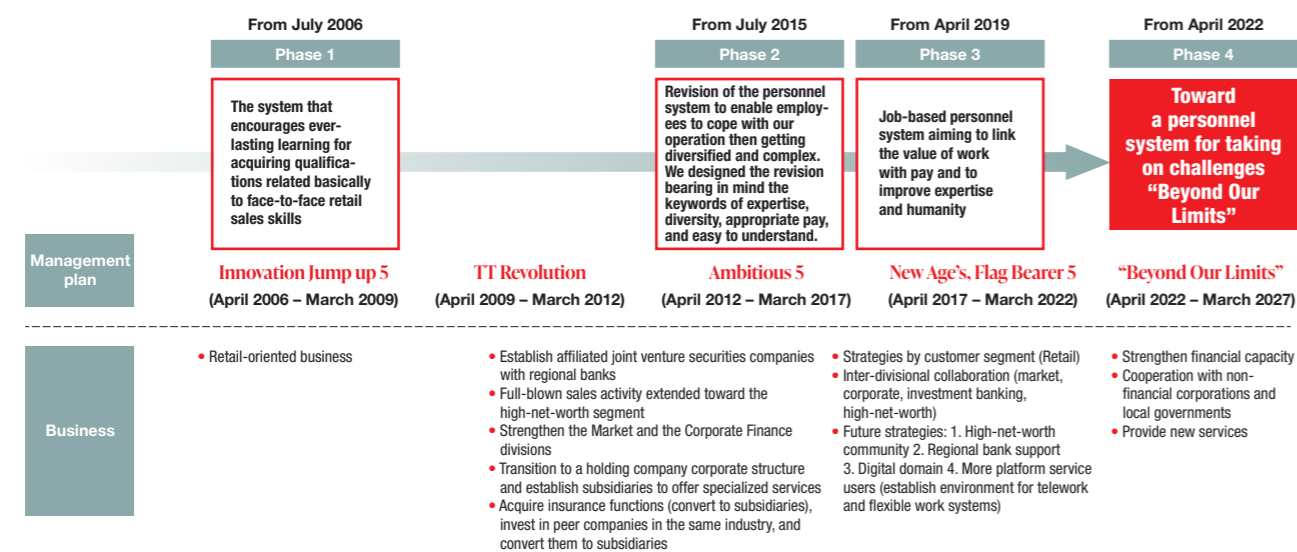 From July 2006
Phase 1
The system that
encourages ever-
lasting learning for
acquiring qualifica-
tions related basically
to face-to-face retail
sales skills
From July 2015
Phase 2
Revision of the personnel
system to enable employ-
ees to cope with our
operation then getting
diversified and complex.
We designed the revision
bearing in mind the
keywords of expertise,
diversity, appropriate pay,
and easy to understand.
From April 2019
Phase 3
Job-based personnel
system aiming to link
the value of work
with pay and to
improve expertise
and humanity
From April 2022
Phase 4
Toward
a personnel
system for taking
on challenges
“Beyond Our
Limits”
Management
plan
Innovation Jump up 5
(April 2006 – March 2009)
TT Revolution
(April 2009 – March 2012)
Ambitious 5
(April 2012 – March 2017)
New Age’s, Flag Bearer 5
(April 2017 – March 2022)
“Beyond Our Limits”
(April 2022 – March 2027)
Business
• Retail-oriented business
• Establish affiliated joint venture securities companies
with regional banks
• Full-blown sales activity extended toward the
high-net-worth segment
• Strengthen the Market and the Corporate Finance
divisions
• Transition to a holding company corporate structure
and establish subsidiaries to offer specialized services
• Acquire insurance functions (convert to subsidiaries),
invest in peer companies in the same industry, and
convert them to subsidiaries
• Strategies by customer segment (Retail)
• Inter-divisional collaboration (market,
corporate, investment banking,
high-net-worth)
• Future strategies: 1. High-net-worth
community 2. Regional bank support
3. Digital domain 4. More platform service
users (establish environment for telework
and flexible work systems)
• Strengthen financial capacity
• Cooperation with non-
financial corporations and
local governments
• Provide new services